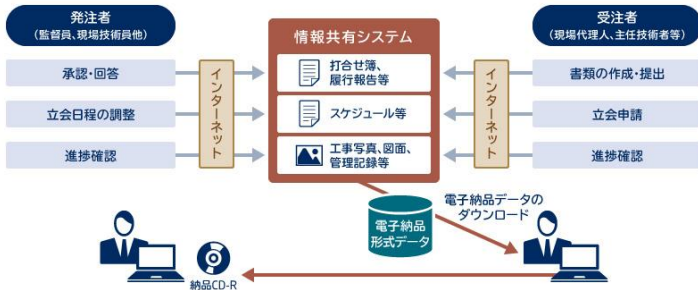 発注者
(監督員、現場技術員他)
承認・回答
立会日程の調整
進捗確認
インターネット
情報共有システム
打合せ簿、
履行報告等
スケジュール等
工事写真、図面、
管理記録等
インターネット
受注者
(現場代理人、主任技術者等)
書類の作成・提出
立会申請
進捗確認
電子納品
形式データ
電子納品データの
ダウンロード
納品CD-R